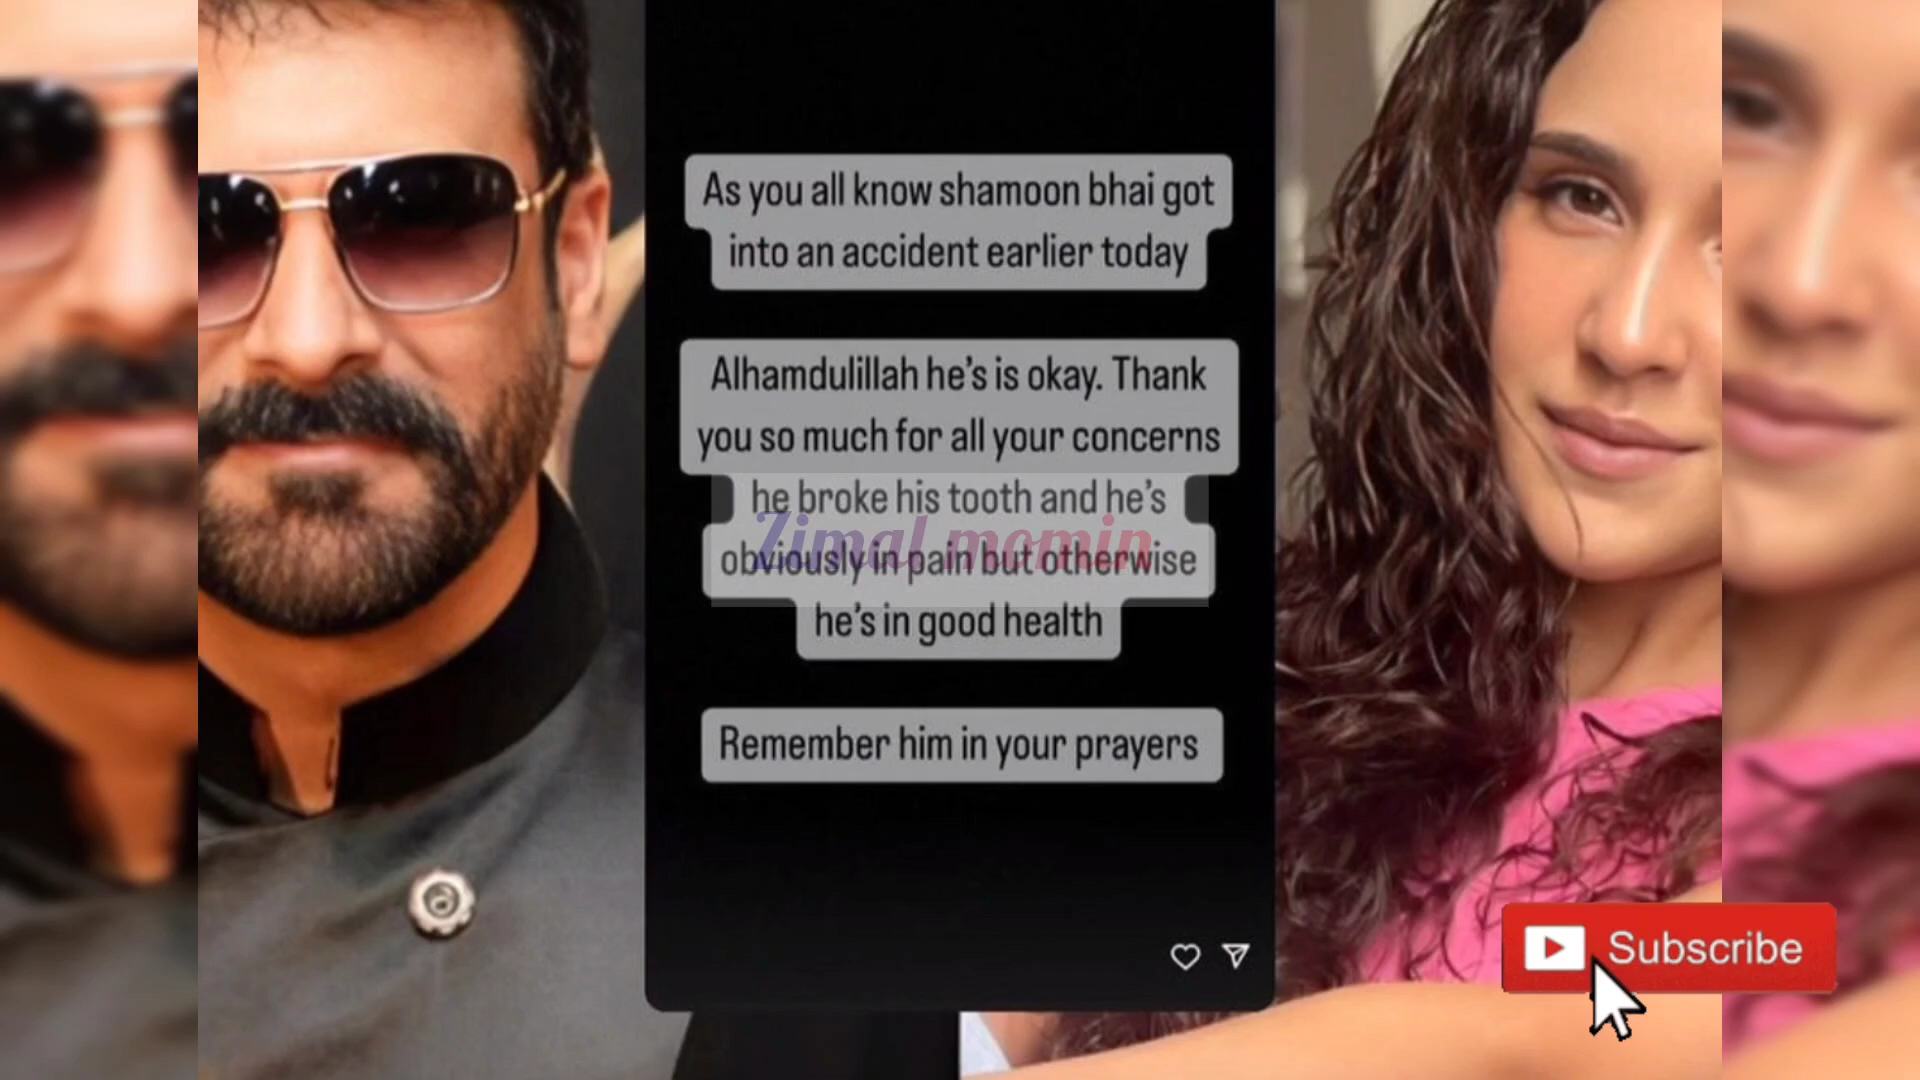 As you all know shamoon bhai got
into an accident earlier today
Alhamdulillah he's is okay. Thank
you so much for all your concerns
he broke his tooth and he's
Zimal momin
obviously in pain but otherwise
he's in good health
Remember him in your prayers
Subscribe